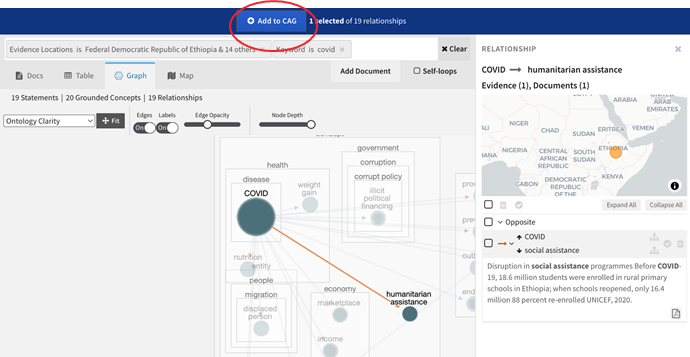 Add to CAG
1 selected of 19 relationships
Evidence Locations is Federal Democratic Republic of Ethiopia & 14 others
Keyword is covid
Clear
Docs
Table
Graph
Map
Add Document
Self-loops
19 Statements | 20 Grounded Concepts | 19 Relationships
Ontology Clarity
Fit
Edges
On
Labels
On
Edge Opacity
Node Depth
concept
government
health
corruption
disease
corrupt policy
COVID
weight
gain
illicit
political
financing
nutrition
entity
people
economy
humanitarian
assistance
migration
marketplace
displaced
person
income
RELATIONSHIP
COVID → humanitarian assistance
Evidence (1), Documents (1)
ARABIA
NIGER
CHAD
SUDAN
ERITREA
YEMEN
NIGERIA
CENTRAL
AFRICAN
REPUBLIC
SOUTH
SUDAN
ETHIOPIA
GABON
DEMOCRATIC
REPUBLIC
OF THE
KENYA
Expand All
Collapse All
Opposite
COVID
social assistance
Disruption in social assistance programmes Before COVID-
19, 18.6 million students were enrolled in rural primary
schools in Ethiopia; when schools reopened, only 16.4
million 88 percent re-enrolled UNICEF, 2020.